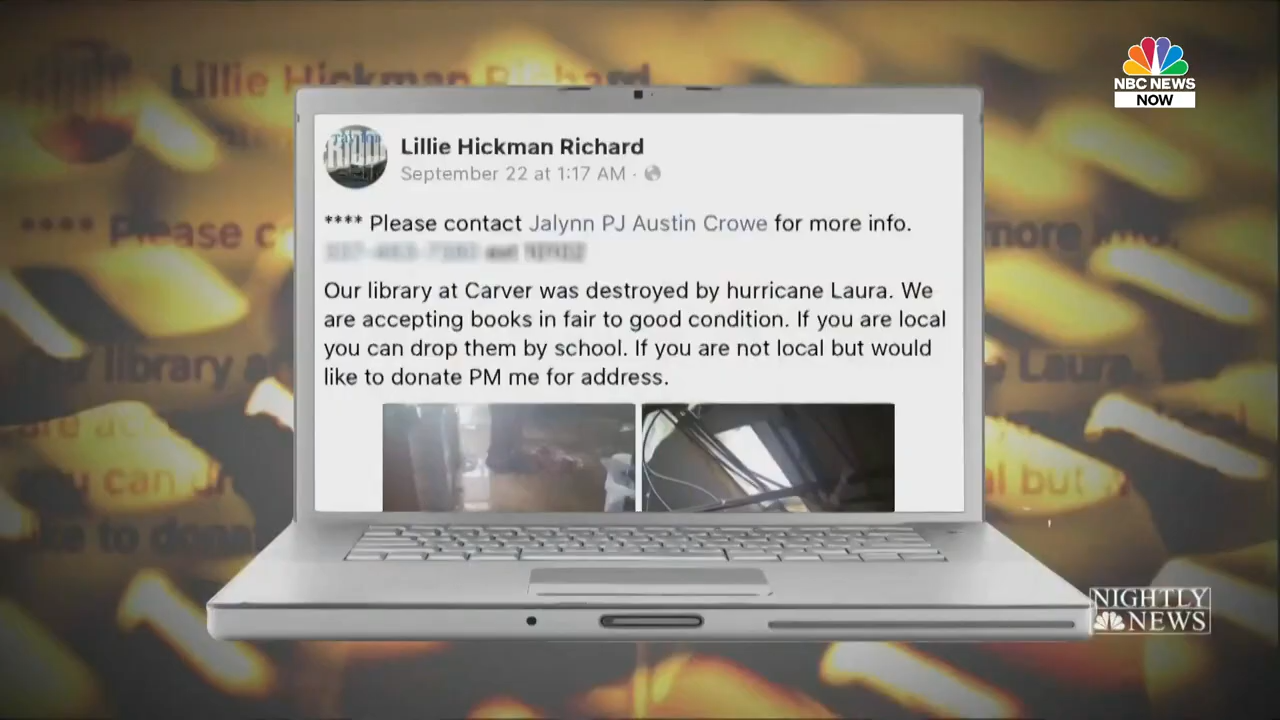 NBC NEWS
NOW
Lillie Hickman Richard
September 22 at 1:17 AM ·
**** Please contact Jalynn PJ Austin Crowe for more info.
Our library at Carver was destroyed by hurricane Laura. We
are accepting books in fair to good condition. If you are local
you can drop them by school. If you are not local but would
like to donate PM me for address.
NIGHTLY
NEWS